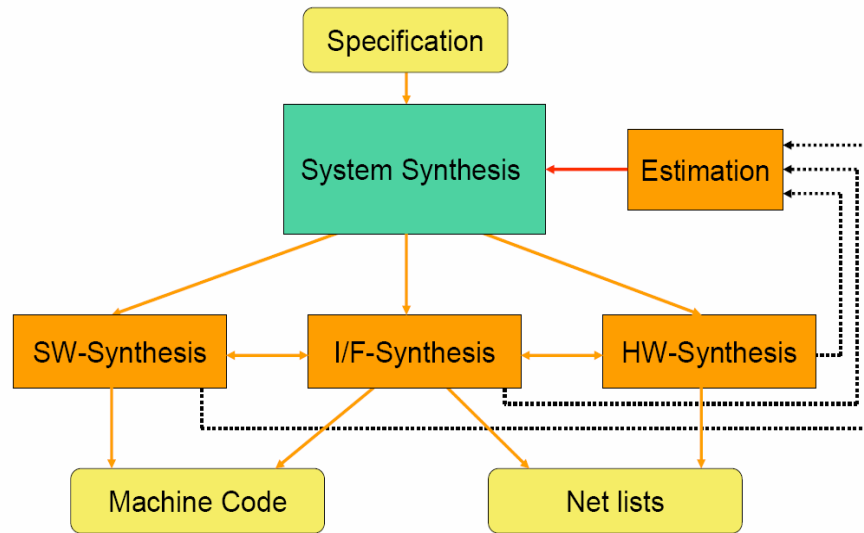 Specification
System Synthesis
Estimation
SW-Synthesis
I/F-Synthesis
HW-Synthesis
Machine Code
Net lists